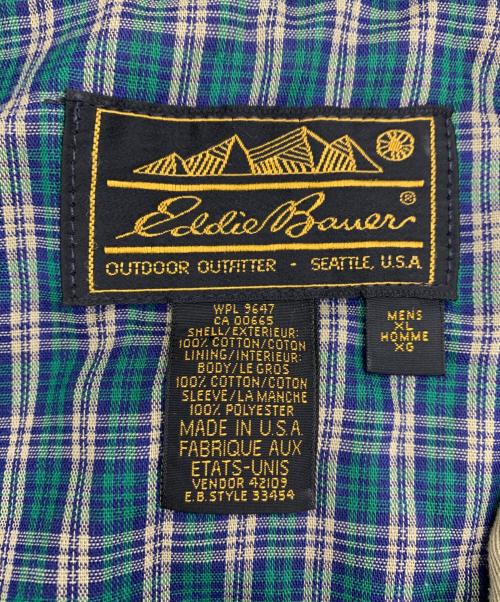 Eddie Bauer®
OUTDOOR OUTFITTER · SEATTLE, U.S.A.
WPL 9647
CA 00665
SHELL/EXTERIEUR:
100% COTTON/COTON
LINING/INTERIEUR:
BODY/LE GROS
100% COTTON/COTON
SLEEVE/LA MANCHE
100% POLYESTER
MADE IN U.S.A
FABRIQUE AUX
ETATS-UNIS
VENDOR 42109
E.B. STYLE 33454
MENS
XL
HOMME
XG